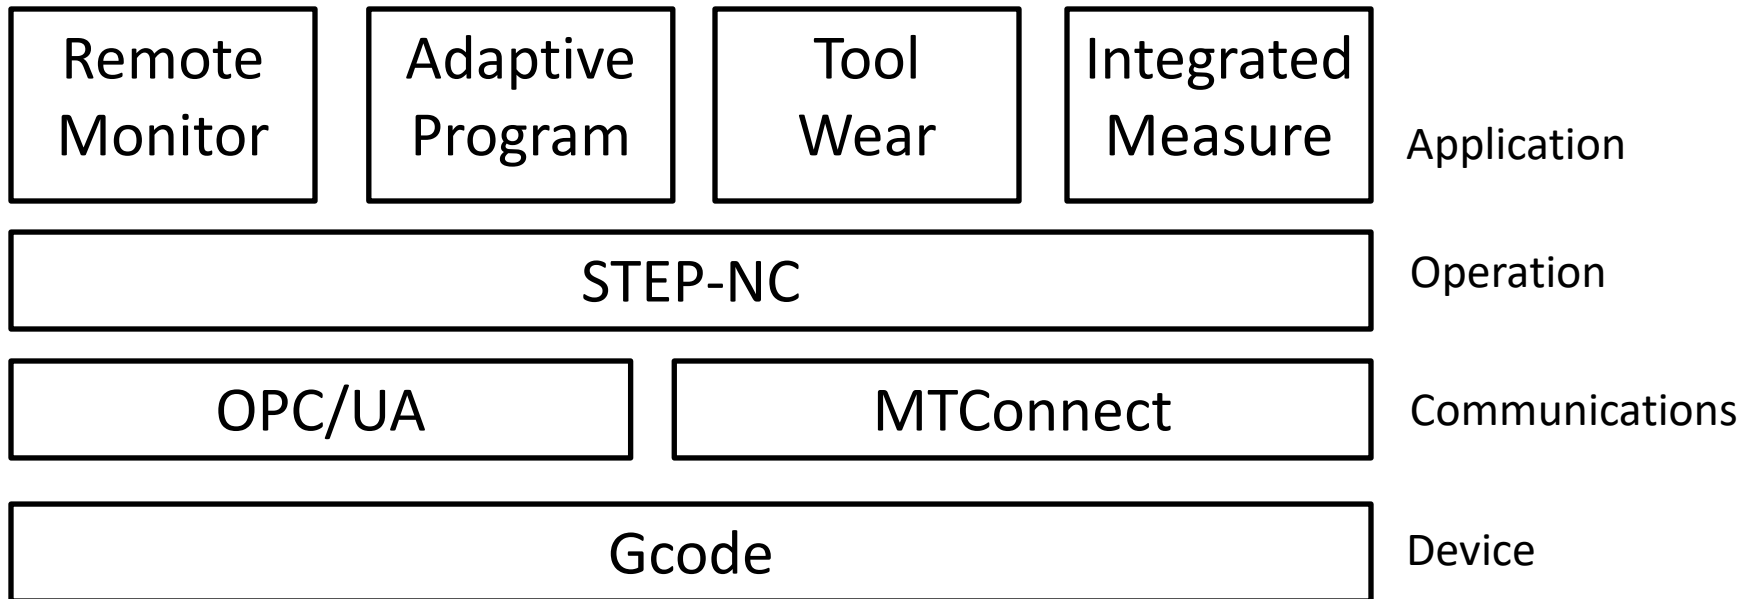 Remote
Monitor
Adaptive
Program
Tool
Wear
Integrated
Measure
Application
STEP-NC
Operation
OPC/UA
MTConnect
Communications
Gcode
Device